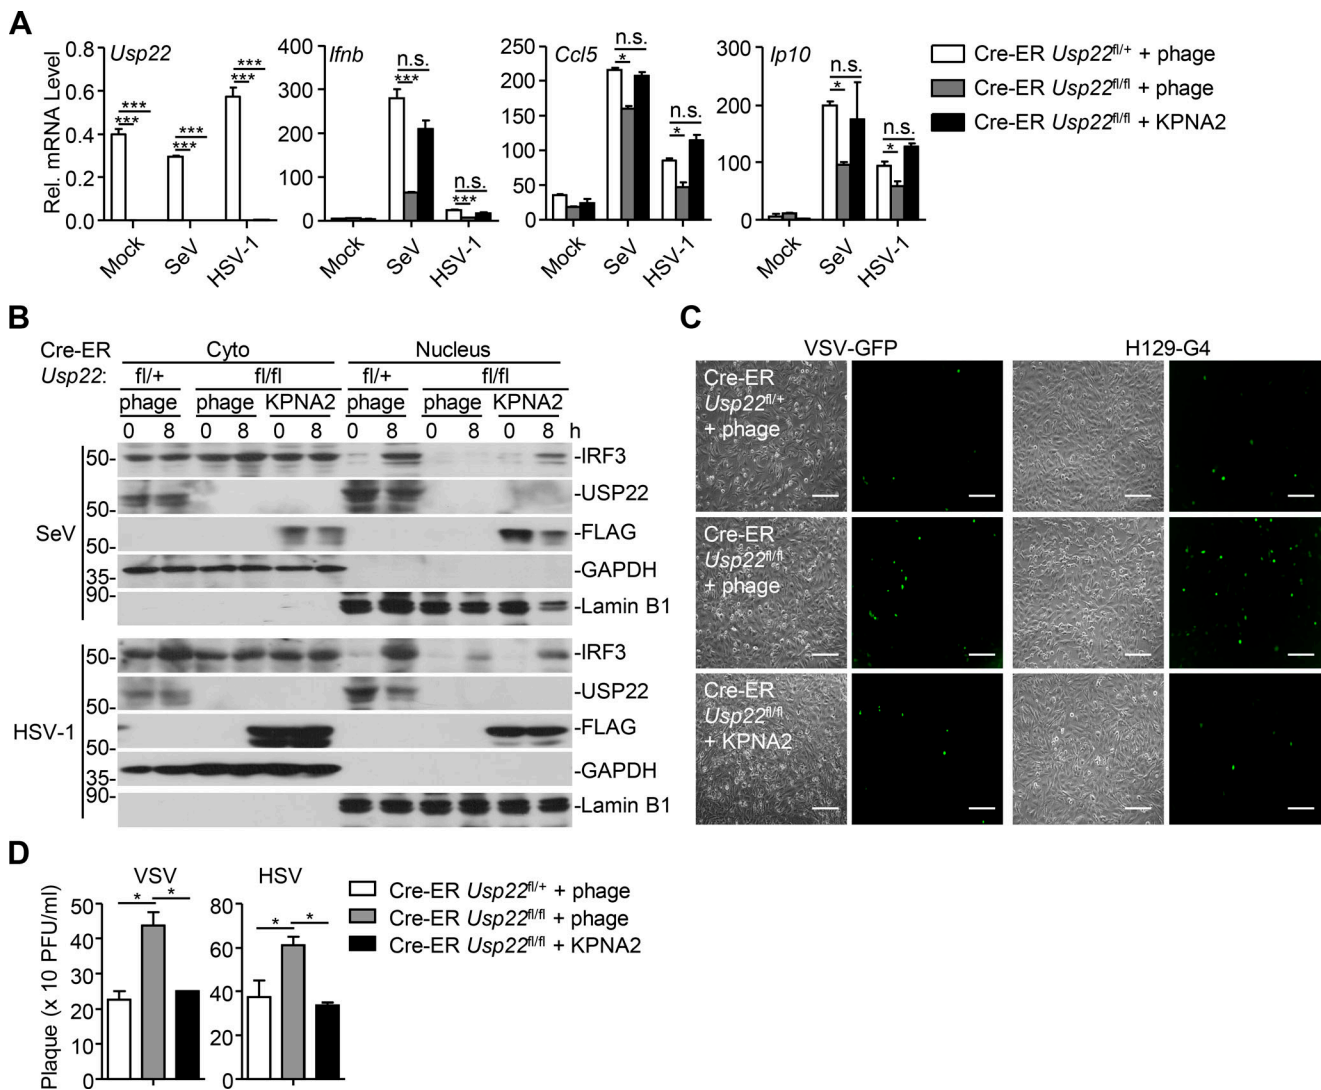 A
Usp22
Ifnb
Ccl5
Ip10
Rel. mRNA Level
0.8
0.6
0.4
0.2
0.0
*** *** *** *** *** ***
Mock SeV HSV-1
400
300
200
100
0
n.s.
***
n.s.
***
Mock SeV HSV-1
250
200
150
100
50
0
n.s.
*
n.s.
*
Mock SeV HSV-1
300
200
100
0
n.s.
*
n.s.
*
Mock SeV HSV-1
Cre-ER Usp22fl/+ + phage
Cre-ER Usp22fl/fl + phage
Cre-ER Usp22fl/fl + KPNA2
B
Cre-ER Cyto Nucleus
Usp22: fl/+ fl/fl fl/+ fl/fl
phage phage KPNA2 phage phage KPNA2
0 8 0 8 0 8 0 8 0 8 0 8 h
SeV
50- -IRF3
50- -USP22
50- -FLAG
35- -GAPDH
90- -Lamin B1
HSV-1
50- -IRF3
-USP22
50- -FLAG
35- -GAPDH
90- -Lamin B1
C
VSV-GFP H129-G4
Cre-ER
Usp22fl/+
+ phage
Cre-ER
Usp22fl/fl
+ phage
Cre-ER
Usp22fl/fl
+ KPNA2
D
Plaque (x 10 PFU/ml)
VSV
50
40
30
20
10
0
* *
HSV
80
60
40
20
0
* *
Cre-ER Usp22fl/+ + phage
Cre-ER Usp22fl/fl + phage
Cre-ER Usp22fl/fl + KPNA2